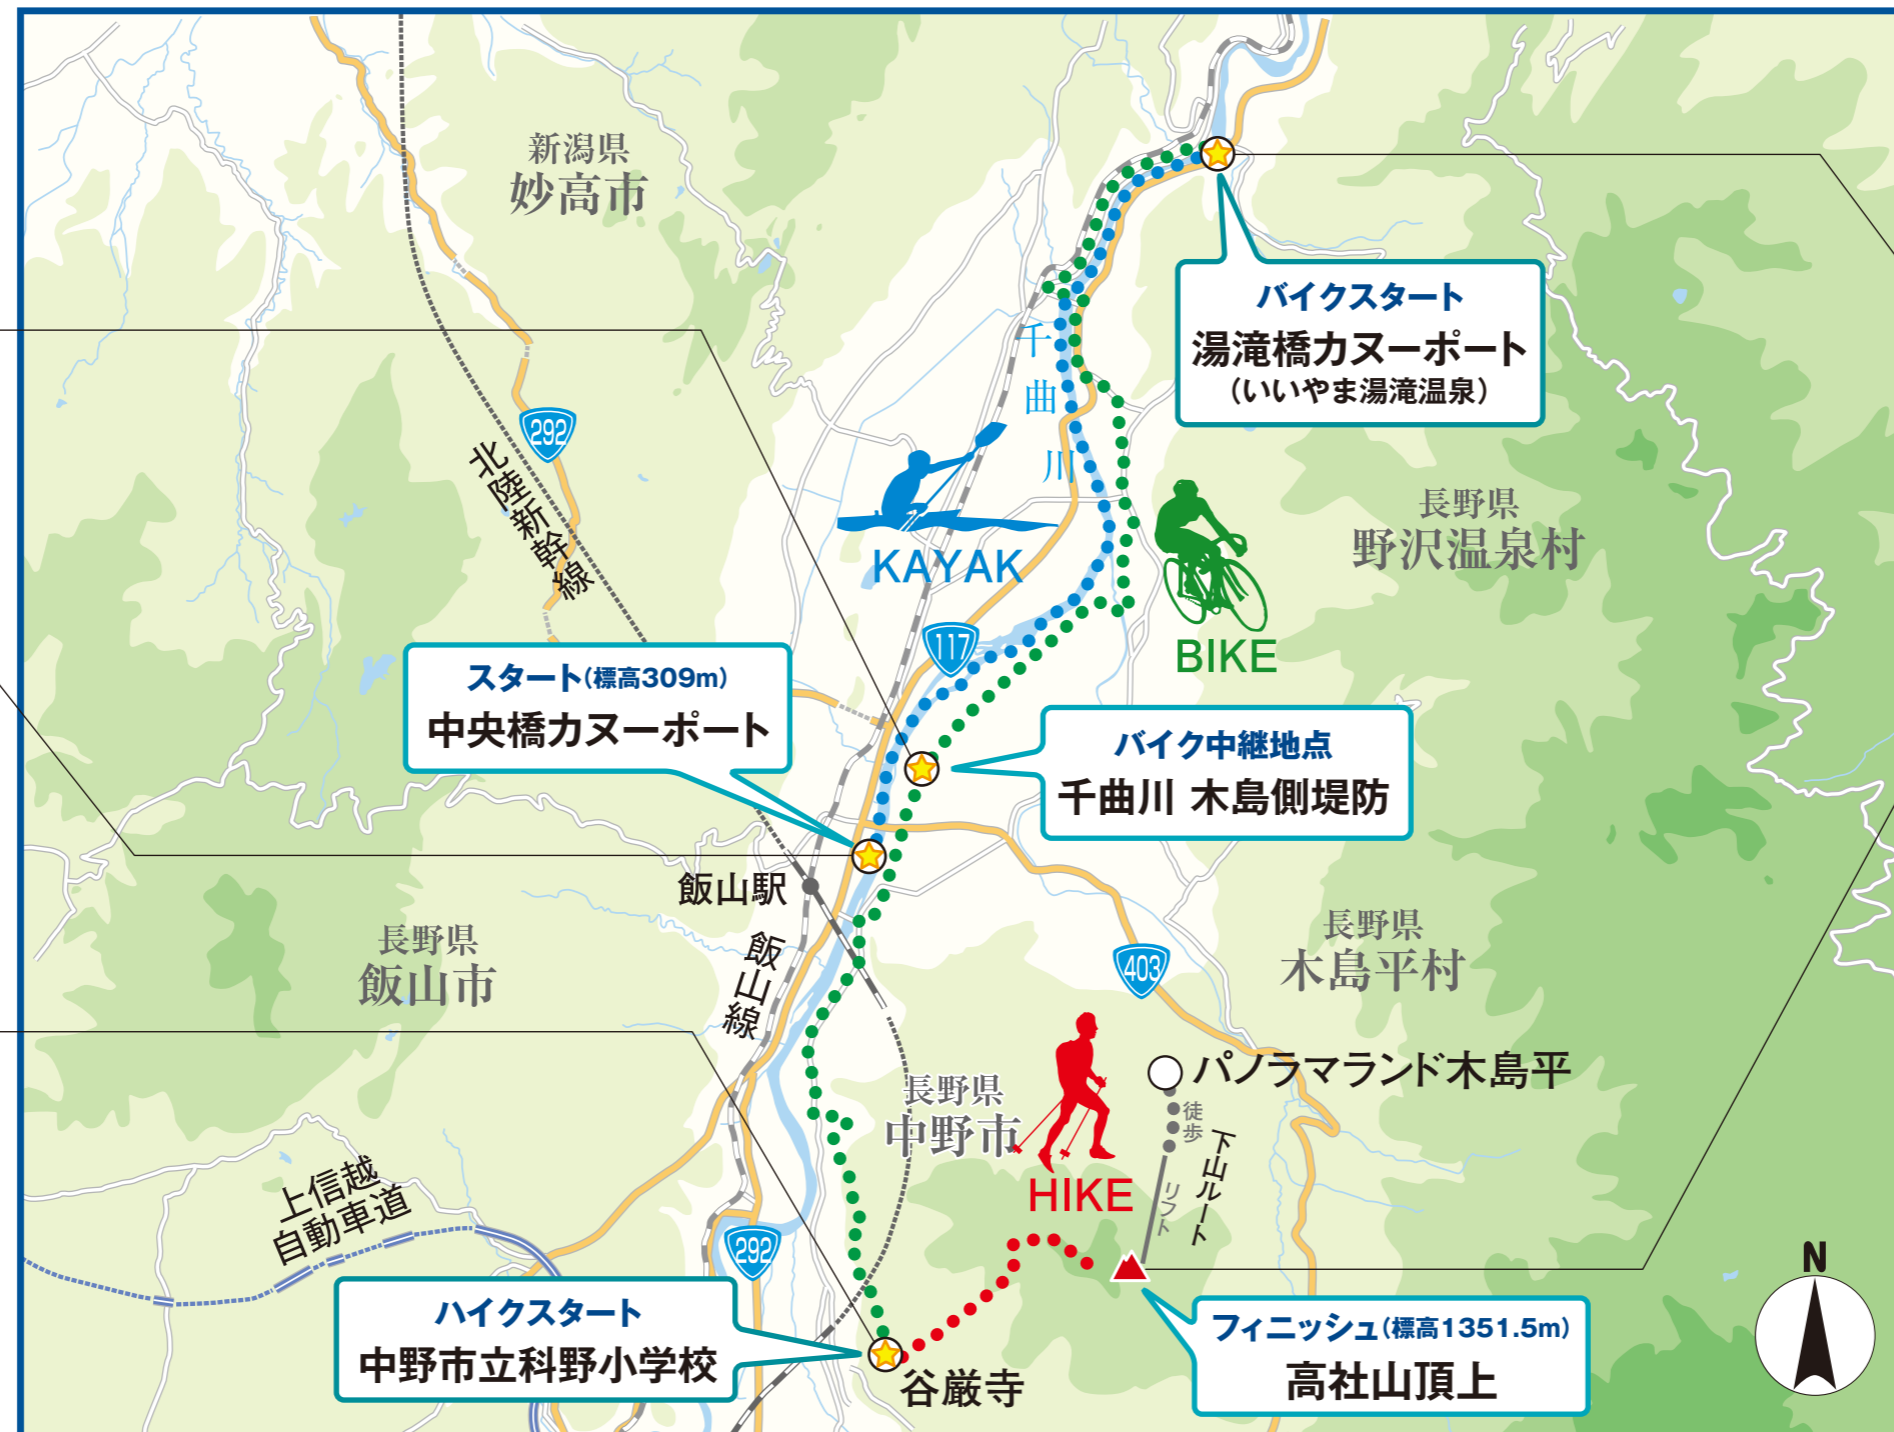 新潟県
妙高市
バイクスタート
湯滝橋カヌーポート
(いいやま湯滝温泉)
千曲川
292
北陸新幹線
KAYAK
長野県
野沢温泉村
BIKE
117
スタート(標高309m)
中央橋カヌーポート
バイク中継地点
千曲川 木島側堤防
飯山駅
長野県
飯山市
飯山線
長野県
木島平村
403
パノラマランド木島平
徒歩
下山ルート
リフト
長野県
中野市
HIKE
上信越
自動車道
292
ハイクスタート
中野市立科野小学校
谷厳寺
フィニッシュ(標高1351.5m)
高社山頂上
N